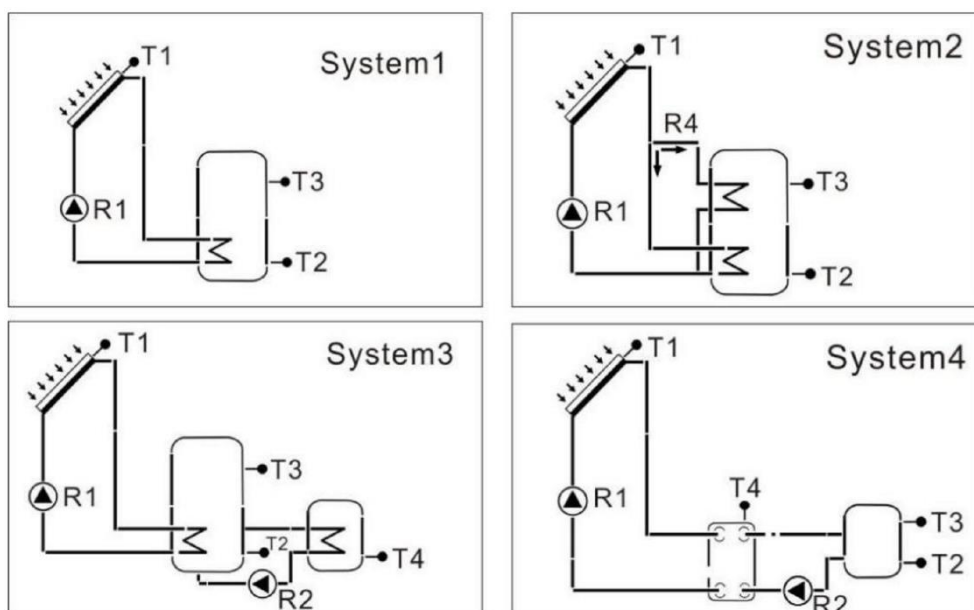 System1
T1
R1
T3
T2
System2
T1
R4
R1
T3
T2
System3
T1
R1
T3
T2
T4
R2
System4
T1
R1
T4
T3
T2
R2